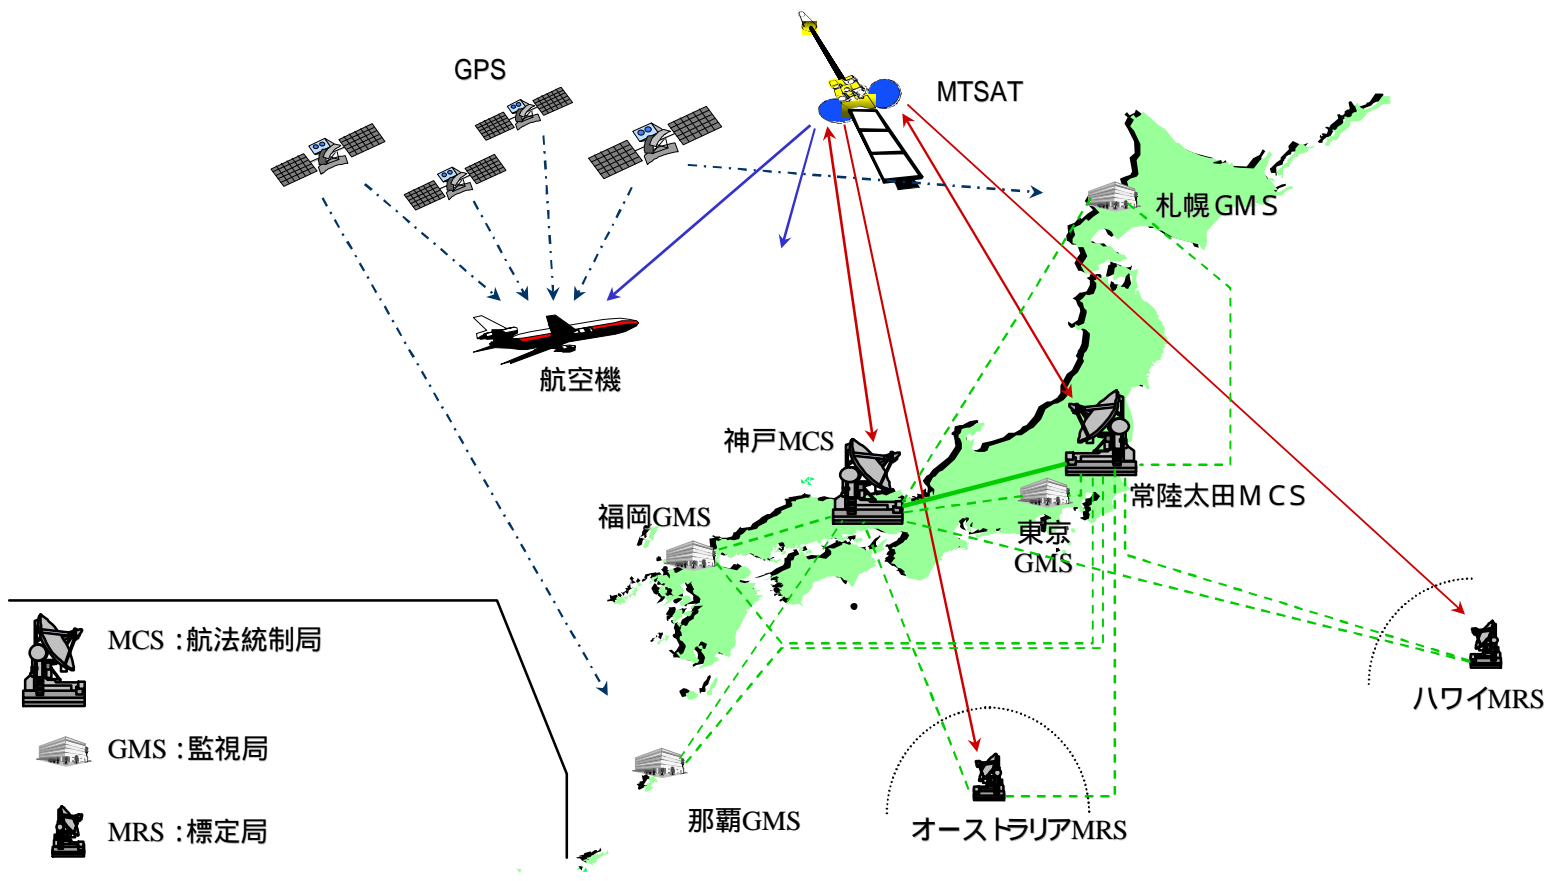 GPS
MTSAT
札幌GMS
航空機
神戸MCS
常陸太田MCS
福岡GMS
東京
GMS
MCS：航法統制局
ハワイMRS
GMS：監視局
那覇GMS
オーストラリアMRS
MRS：標定局